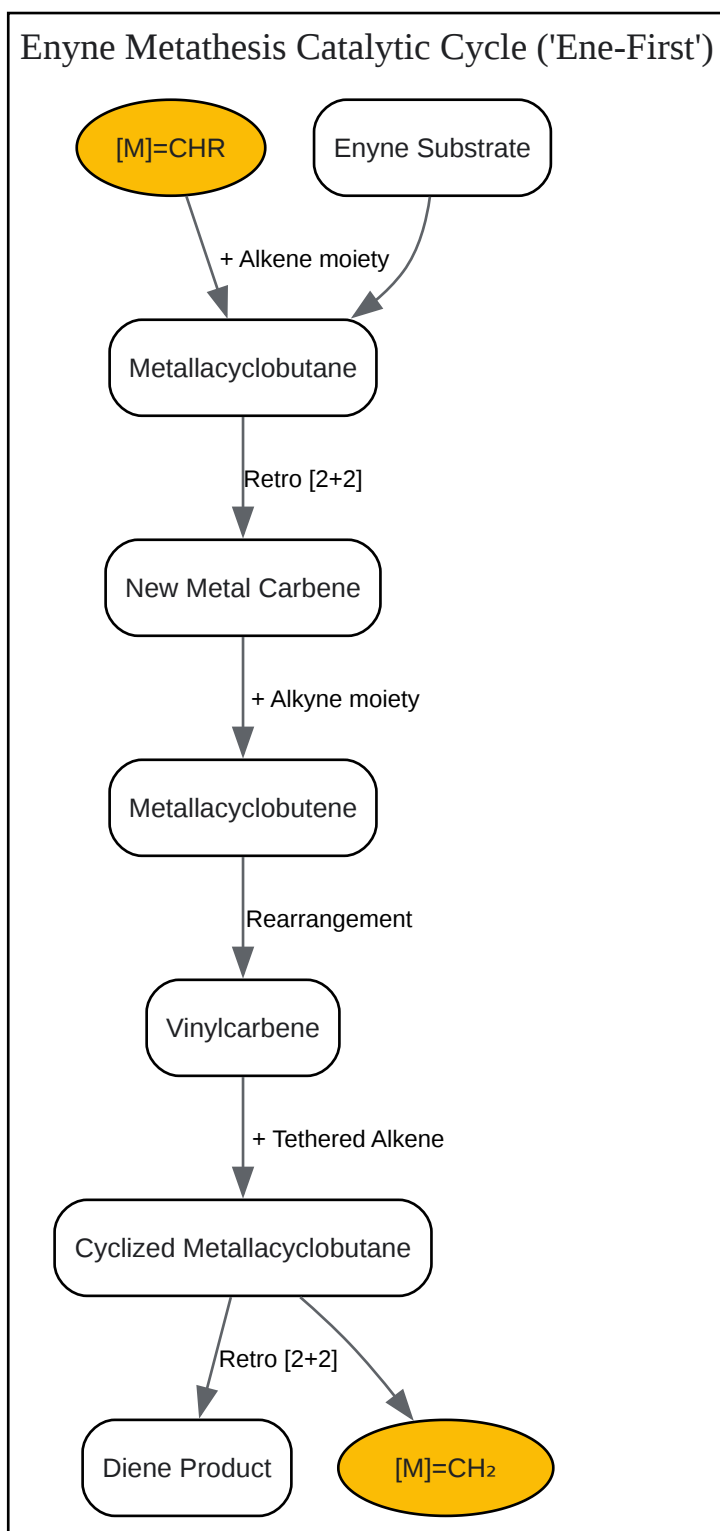 Enyne Metathesis Catalytic Cycle ('Ene-First')
[M]=CHR
Enyne Substrate
+ Alkene moiety
Metallacyclobutane
Retro [2+2]
New Metal Carbene
+ Alkyne moiety
Metallacyclobutene
Rearrangement
Vinylcarbene
+ Tethered Alkene
Cyclized Metallacyclobutane
Retro [2+2]
Diene Product
[M]=CH₂